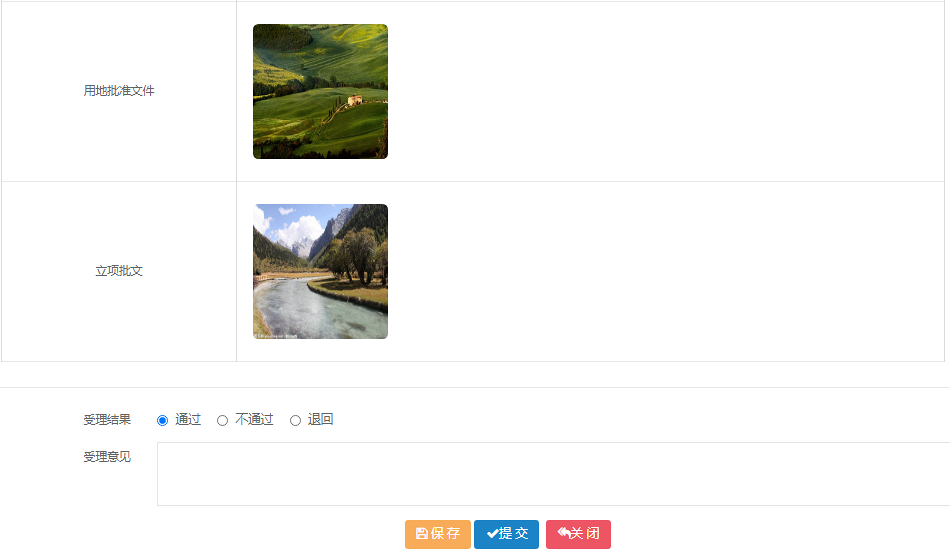 用地批准文件
立项批文
受理结果 通过 不通过 退回
受理意见
保存 提交 关闭